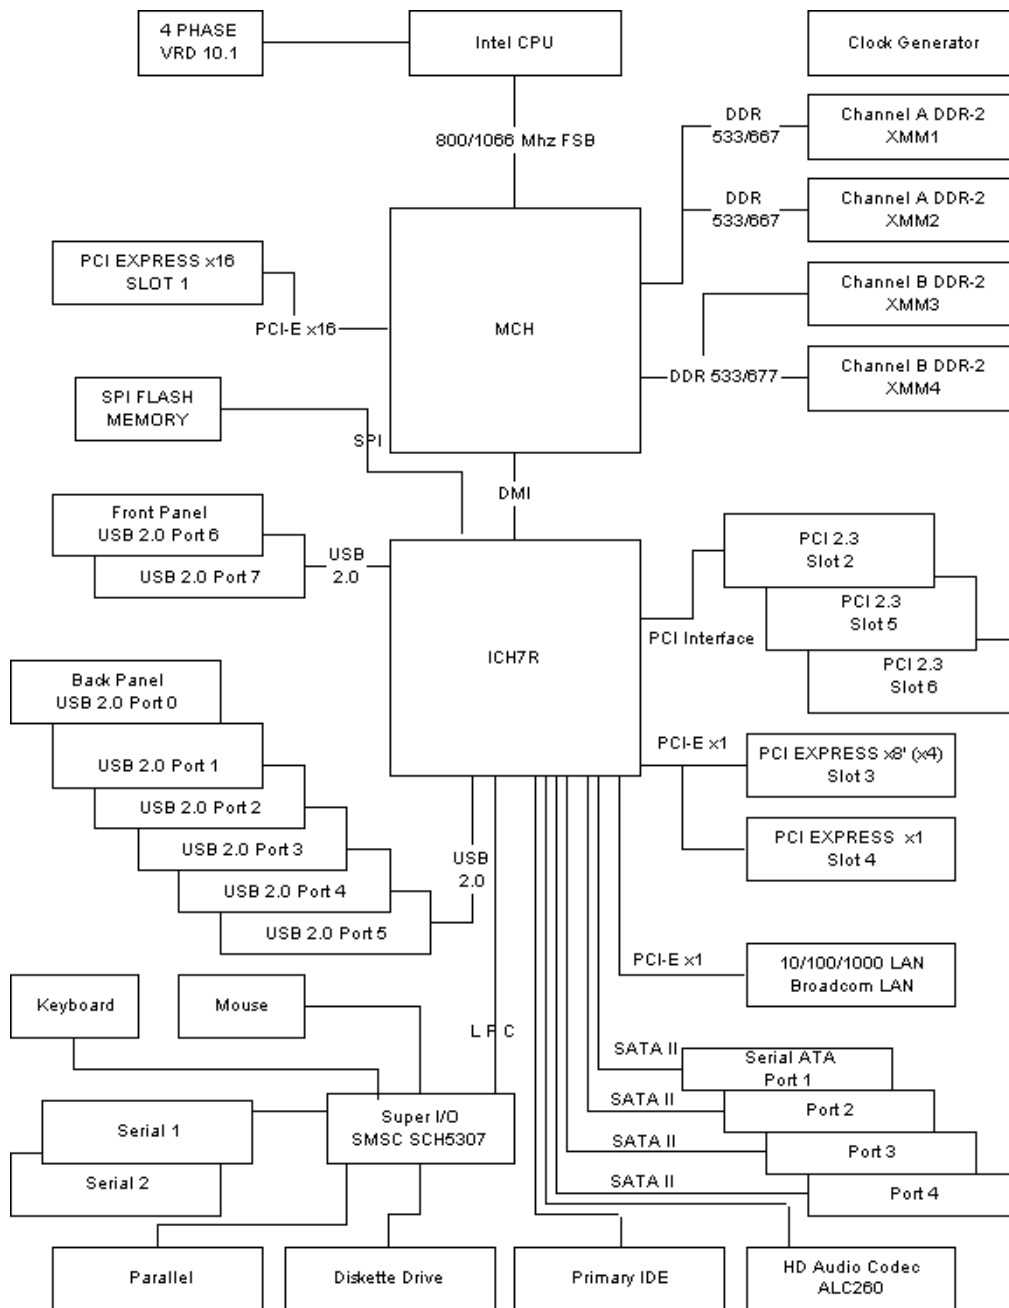 4 PHASE
VRD 10.1
Intel CPU
Clock Generator
800/1066 Mhz FSB
DDR
533/667
Channel A DDR-2
XMM1
DDR
533/667
Channel A DDR-2
XMM2
PCI EXPRESS x16
SLOT 1
PCI-E x16
MCH
Channel B DDR-2
XMM3
DDR 533/677
Channel B DDR-2
XMM4
SPI FLASH
MEMORY
SPI
DMI
Front Panel
USB 2.0 Port 6
USB 2.0 Port 7
USB
2.0
PCI 2.3
Slot 2
PCI 2.3
Slot 5
PCI Interface
PCI 2.3
Slot 6
ICH7R
Back Panel
USB 2.0 Port 0
USB 2.0 Port 1
USB 2.0 Port 2
USB 2.0 Port 3
USB 2.0 Port 4
USB 2.0 Port 5
USB
2.0
PCI-E x1
PCI EXPRESS x8' (x4)
Slot 3
PCI EXPRESS x1
Slot 4
PCI-E x1
10/100/1000 LAN
Broadcom LAN
Keyboard
Mouse
L P C
SATA II
Serial ATA
Port 1
SATA II
Port 2
SATA II
Port 3
SATA II
Port 4
Serial 1
Serial 2
Super I/O
SMSC SCH5307
Parallel
Diskette Drive
Primary IDE
HD Audio Codec
ALC260